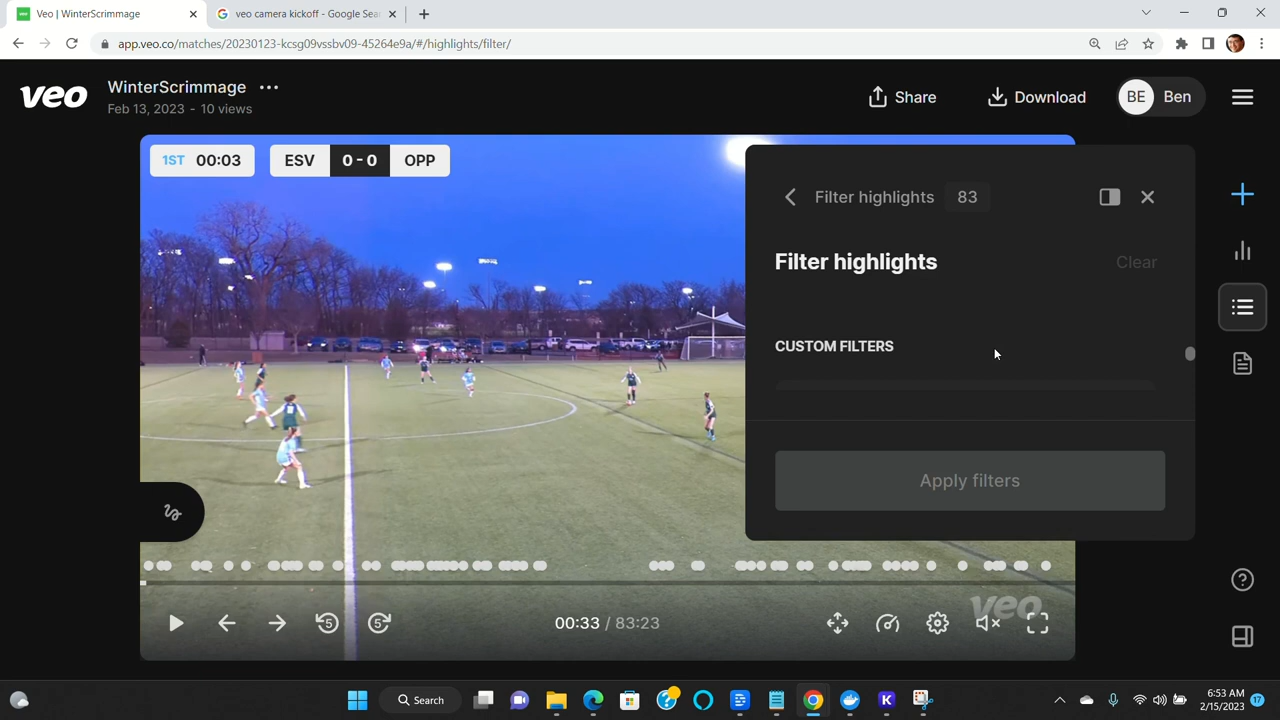 Veo | WinterScrimmage
veo camera kickoff - Google Sea
app.veo.co/matches/20230123-kcsg09vssbv09-45264e9a/#/highlights/filter/
veo
WinterScrimmage
Feb 13, 2023 - 10 views
Share
Download
BE
Ben
1ST 00:03
ESV 0 - 0 OPP
Filter highlights 83
Filter highlights
Clear
CUSTOM FILTERS
Apply filters
veo
5
5
00:33 / 83:23
Search
6:53 AM
2/15/2023
17